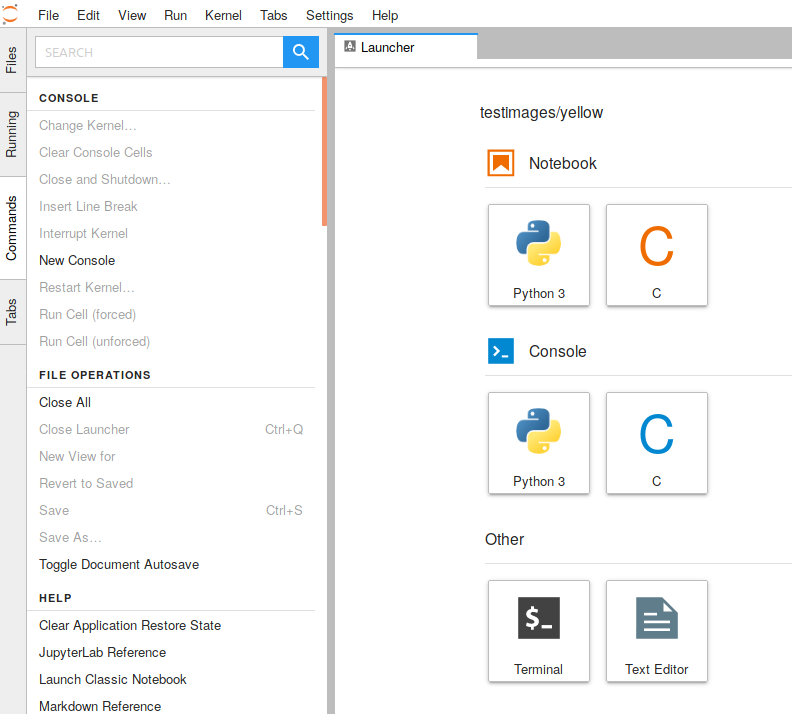 File Edit View Run Kernel Tabs Settings Help
Files
Running
Commands
Tabs
SEARCH
CONSOLE
Change Kernel…
Clear Console Cells
Close and Shutdown…
Insert Line Break
Interrupt Kernel
New Console
Restart Kernel…
Run Cell (forced)
Run Cell (unforced)
FILE OPERATIONS
Close All
Close Launcher Ctrl+Q
New View for
Revert to Saved
Save Ctrl+S
Save As…
Toggle Document Autosave
HELP
Clear Application Restore State
JupyterLab Reference
Launch Classic Notebook
Markdown Reference
Launcher
testimages/yellow
Notebook
Python 3
C
C
Console
Python 3
C
C
Other
$_
Terminal
Text Editor